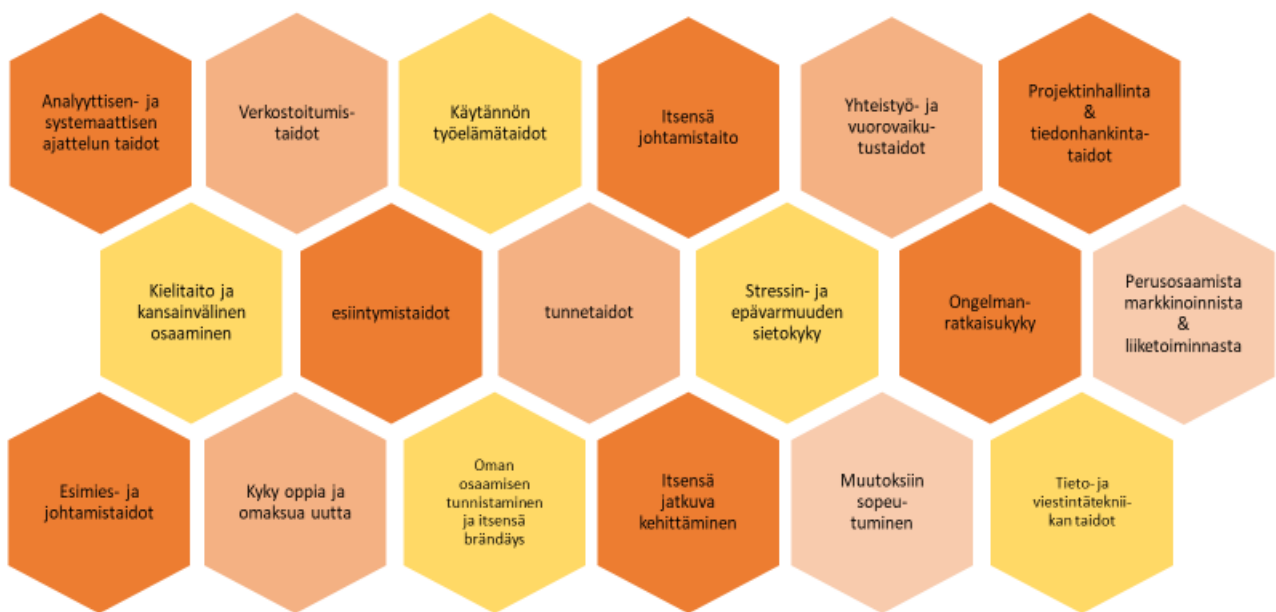 Analyyttisen- ja
systemaattisen
ajattelun taidot
Verkostoitumis-
taidot
Käytännön
työelämätaidot
Itsensä
johtamistaito
Yhteistyö- ja
vuorovaiku-
tustaidot
Projektinhallinta
&
tiedonhankinta-
taidot
Kielitaito ja
kansainvälinen
osaaminen
esiintymistaidot
tunnetaidot
Stressin- ja
epävarmuuden
sietokyky
Ongelman-
ratkaisukyky
Perusosaamista
markkinoinnista
&
liiketoiminnasta
Esimies- ja
johtamistaidot
Kyky oppia ja
omaksua uutta
Oman
osaamisen
tunnistaminen
ja itsensä
brändäys
Itsensä
jatkuva
kehittäminen
Muutoksiin
sopeu-
tuminen
Tieto- ja
viestintäteknii-
kan taidot